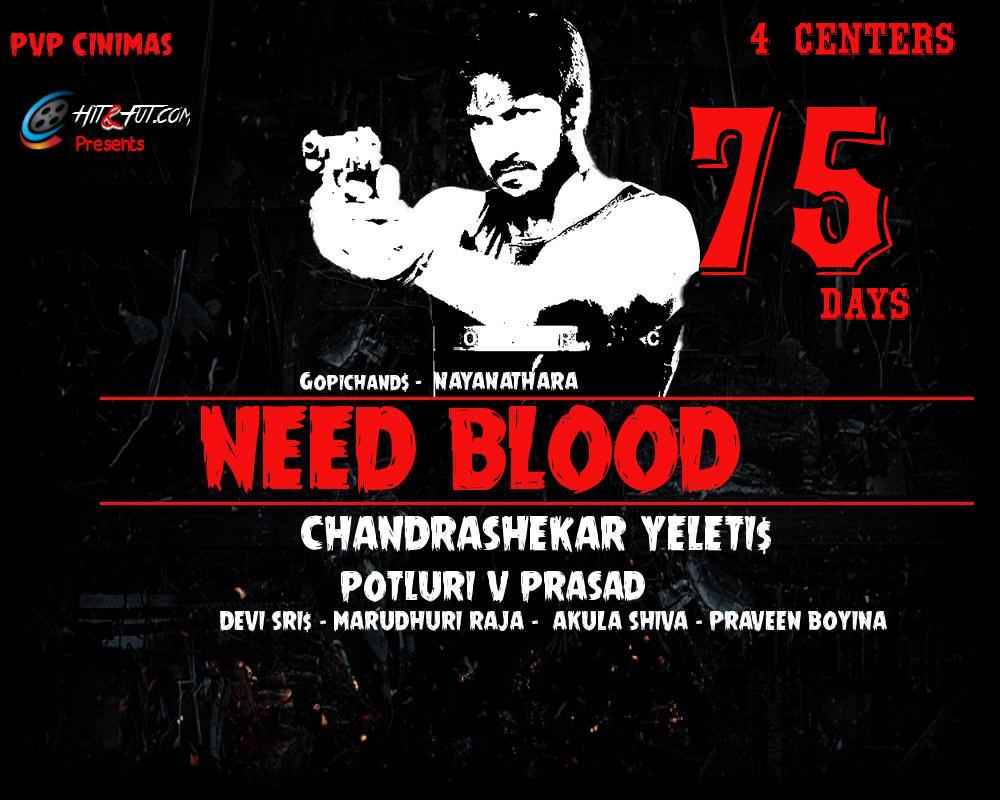 PVP CINIMAS
4 CENTERS
HIT&FUT.COM
Presents
75
DAYS
GOPICHAND$ - NAYANATHARA
NEED BLOOD
CHANDRASHEKAR YELETI$
POTLURI V PRASAD
DEVI SRI$ - MARUDHURI RAJA - AKULA SHIVA - PRAVEEN BOYINA